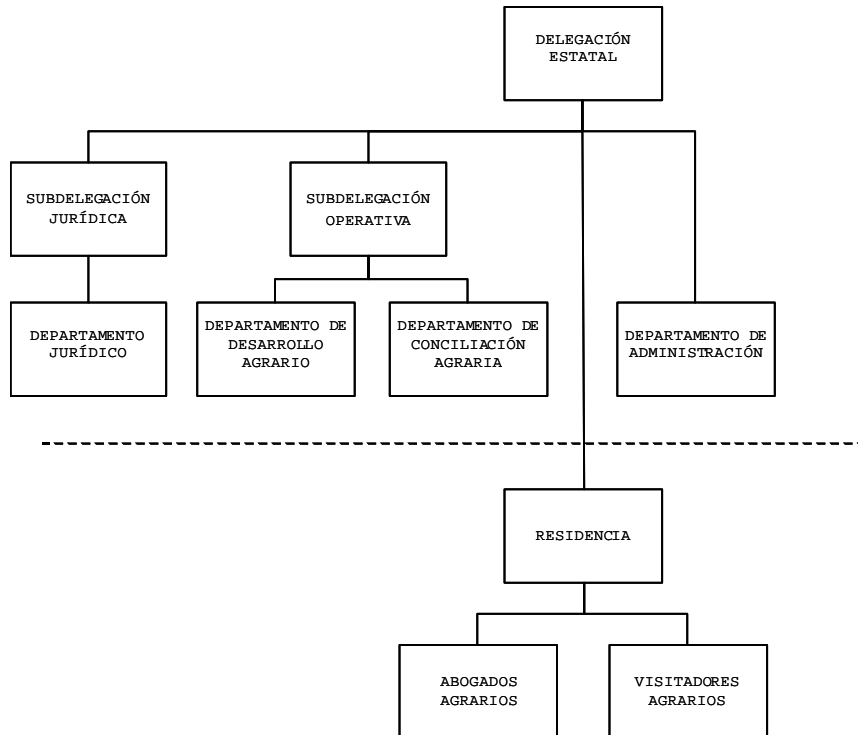 DELEGACIÓN
ESTATAL
SUBDELEGACIÓN
JURÍDICA
SUBDELEGACIÓN
OPERATIVA
DEPARTAMENTO
JURÍDICO
DEPARTAMENTO DE
DESARROLLO
AGRARIO
DEPARTAMENTO DE
CONCILIACIÓN
AGRARIA
DEPARTAMENTO DE
ADMINISTRACIÓN
RESIDENCIA
ABOGADOS
AGRARIOS
VISITADORES
AGRARIOS